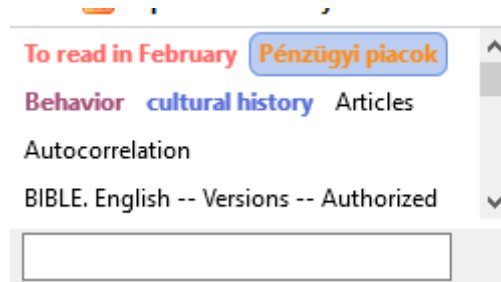 To read in February Pénzügyi piacok
Behavior cultural history Articles
Autocorrelation
BIBLE. English -- Versions -- Authorized